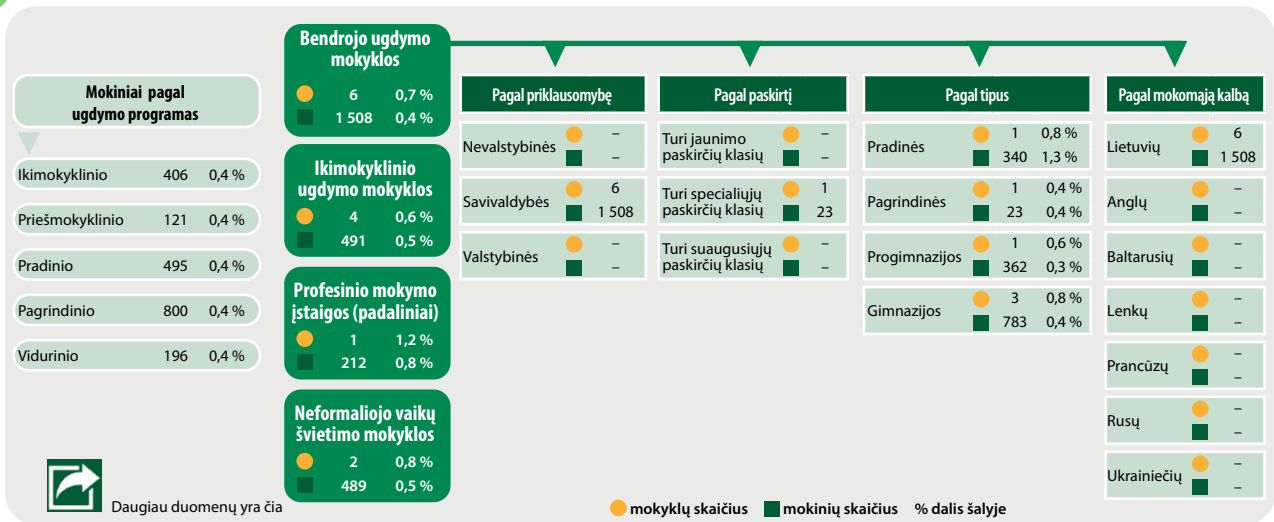 Mokiniai pagal
ugdymo programas
Ikimokyklinio 406 0,4 %
Priešmokyklinio 121 0,4 %
Pradinio 495 0,4 %
Pagrindinio 800 0,4 %
Vidurinio 196 0,4 %
Bendrojo ugdymo
mokyklos
6 0,7 %
1 508 0,4 %
Ikimokyklinio
ugdymo mokyklos
4 0,6 %
491 0,5 %
Profesinio mokymo
įstaigos (padaliniai)
1 1,2 %
212 0,8 %
Neformaliojo vaikų
švietimo mokyklos
2 0,8 %
489 0,5 %
Pagal priklausomybę
Nevalstybinės –
–
Savivaldybės 6
1 508
Valstybinės –
–
Pagal paskirtį
Turi jaunimo –
paskirčių klasių –
Turi specialiųjų 1
paskirčių klasių 23
Turi suaugusiųjų –
paskirčių klasių –
Pagal tipus
Pradinės 1 0,8 %
340 1,3 %
Pagrindinės 1 0,4 %
23 0,4 %
Progimnazijos 1 0,6 %
362 0,3 %
Gimnazijos 3 0,8 %
783 0,4 %
Pagal mokomąją kalbą
Lietuvių 6
1 508
Anglų –
–
Baltarusių –
–
Lenkų –
–
Prancūzų –
–
Rusų –
–
Ukrainiečių –
–
Daugiau duomenų yra čia
mokyklų skaičius mokinių skaičius % dalis šalyje